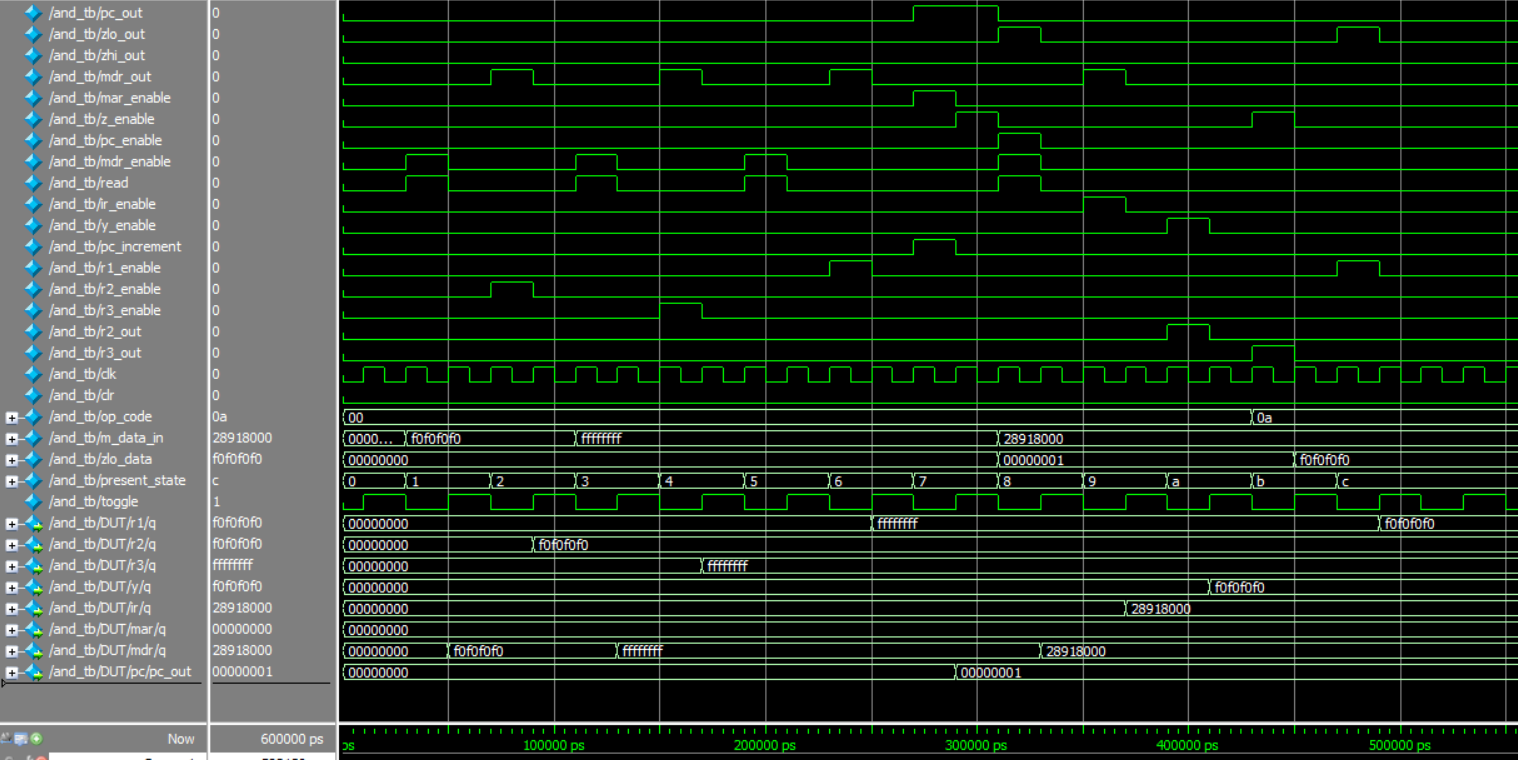 /and_tb/pc_out 0
/and_tb/zlo_out 0
/and_tb/zhi_out 0
/and_tb/mdr_out 0
/and_tb/mar_enable 0
/and_tb/z_enable 0
/and_tb/pc_enable 0
/and_tb/mdr_enable 0
/and_tb/read 0
/and_tb/ir_enable 0
/and_tb/y_enable 0
/and_tb/pc_increment 0
/and_tb/r1_enable 0
/and_tb/r2_enable 0
/and_tb/r3_enable 0
/and_tb/r2_out 0
/and_tb/r3_out 0
/and_tb/clk 0
/and_tb/clr 0
/and_tb/op_code 0a 00 0a
/and_tb/m_data_in 28918000 0000... f0f0f0f0 ffffffff 28918000
/and_tb/zlo_data f0f0f0f0 00000000 00000001 f0f0f0f0
/and_tb/present_state c 0 1 2 3 4 5 6 7 8 9 a b c
/and_tb/toggle 1
/and_tb/DUT/r1/q f0f0f0f0 00000000 ffffffff f0f0f0f0
/and_tb/DUT/r2/q f0f0f0f0 00000000 f0f0f0f0
/and_tb/DUT/r3/q ffffffff 00000000 ffffffff
/and_tb/DUT/y/q f0f0f0f0 00000000 f0f0f0f0
/and_tb/DUT/ir/q 28918000 00000000 28918000
/and_tb/DUT/mar/q 00000000 00000000
/and_tb/DUT/mdr/q 28918000 00000000 f0f0f0f0 ffffffff 28918000
/and_tb/DUT/pc/pc_out 00000001 00000000 00000001
Now 600000 ps ps 100000 ps 200000 ps 300000 ps 400000 ps 500000 ps